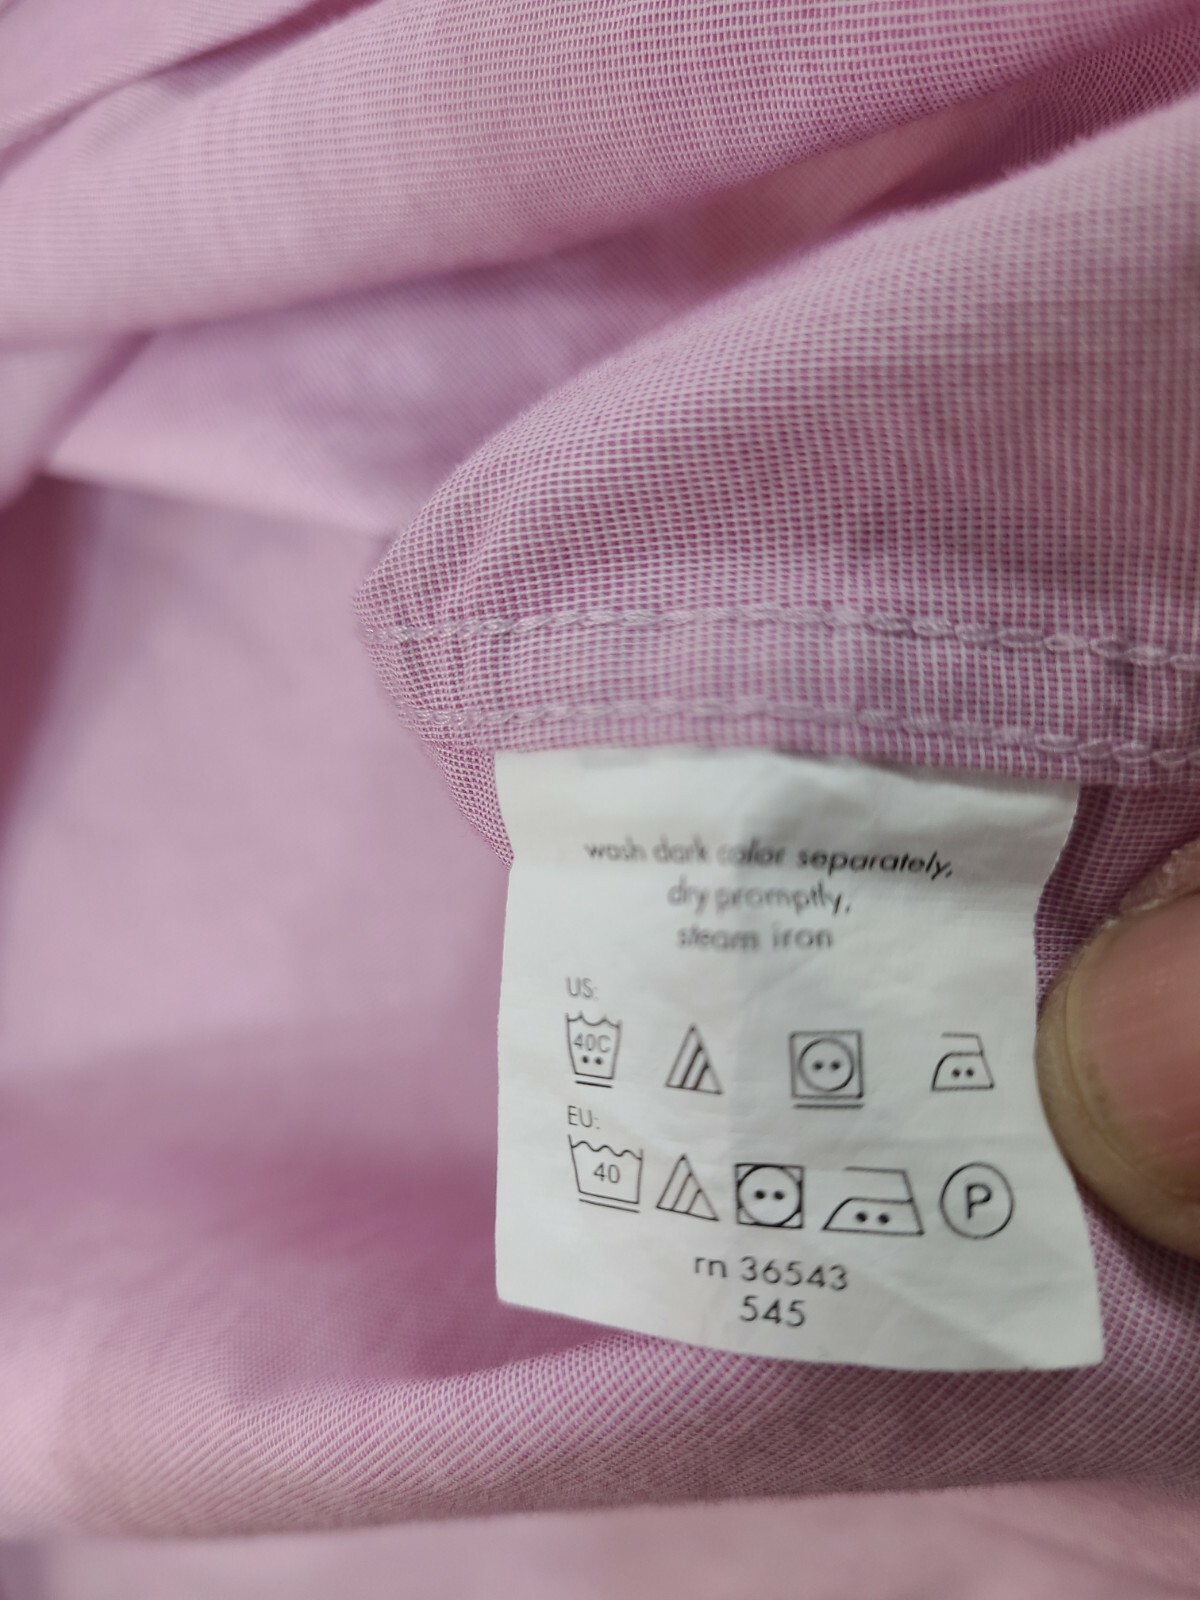 wash dark color separately,
dry promptly,
steam iron
US:
40C
EU:
40
P
rn 36543
545